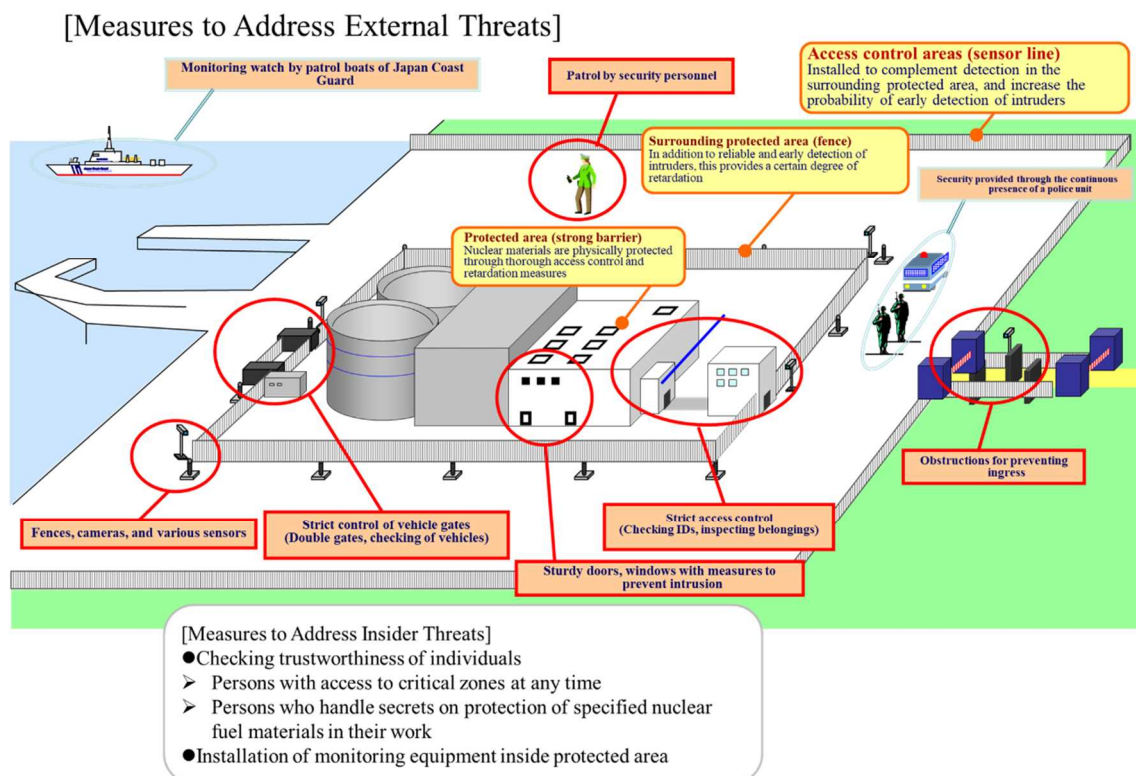 [Measures to Address External Threats]
Monitoring watch by patrol boats of Japan Coast
Guard
Patrol by security personnel
Access control areas (sensor line)
Installed to complement detection in the
surrounding protected area, and increase the
probability of early detection of intruders
Surrounding protected area (fence)
In addition to reliable and early detection of
intruders, this provides a certain degree of
retardation
Security provided through the continuous
presence of a police unit
Protected area (strong barrier)
Nuclear materials are physically protected
through thorough access control and
retardation measures
Obstructions for preventing
ingress
Fences, cameras, and various sensors
Strict control of vehicle gates
(Double gates, checking of vehicles)
Strict access control
(Checking IDs, inspecting belongings)
Sturdy doors, windows with measures to
prevent intrusion
[Measures to Address Insider Threats]
●Checking trustworthiness of individuals
➢ Persons with access to critical zones at any time
➢ Persons who handle secrets on protection of specified nuclear
fuel materials in their work
●Installation of monitoring equipment inside protected area